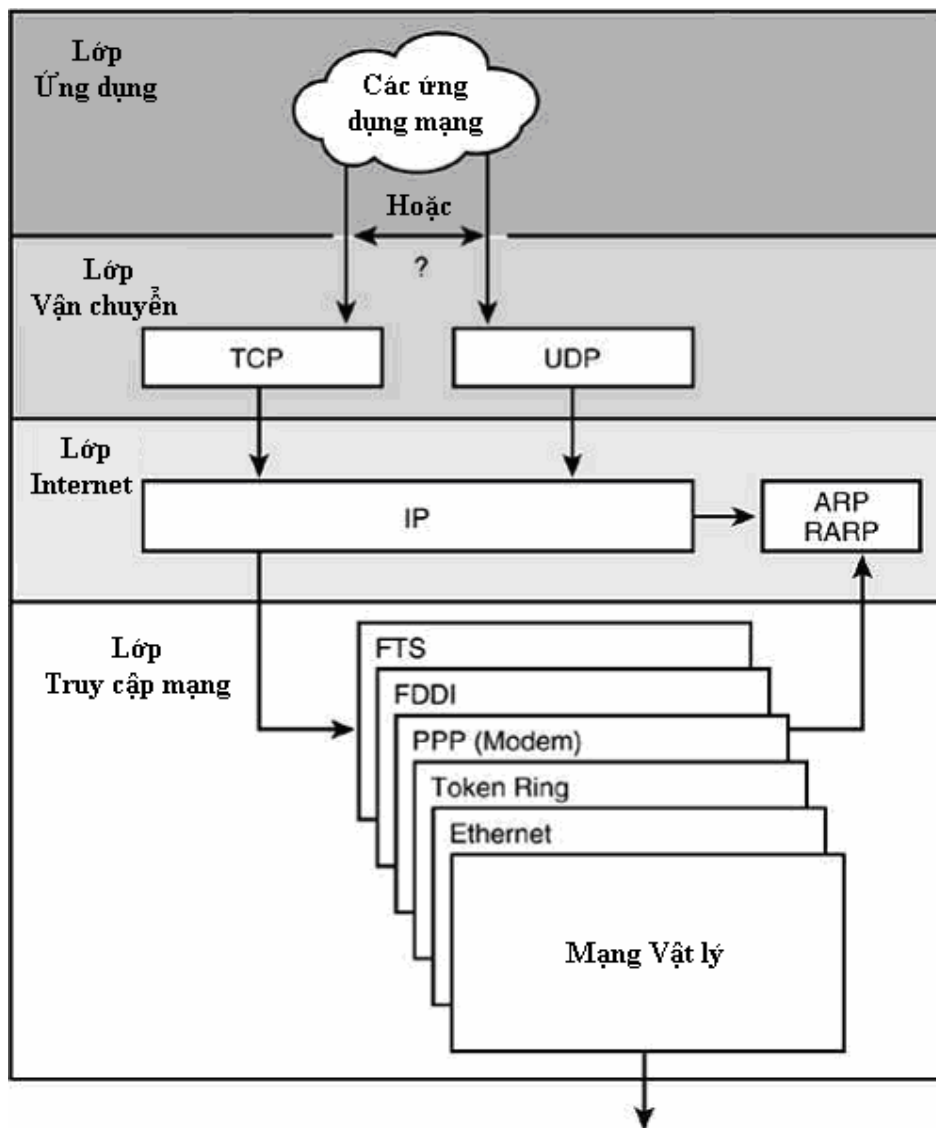 Lớp
Ứng dụng
Các ứng
dụng mạng
Hoặc
?
Lớp
Vận chuyển
TCP
UDP
Lớp
Internet
IP
ARP
RARP
Lớp
Truy cập mạng
FTS
FDDI
PPP (Modem)
Token Ring
Ethernet
Mạng Vật lý